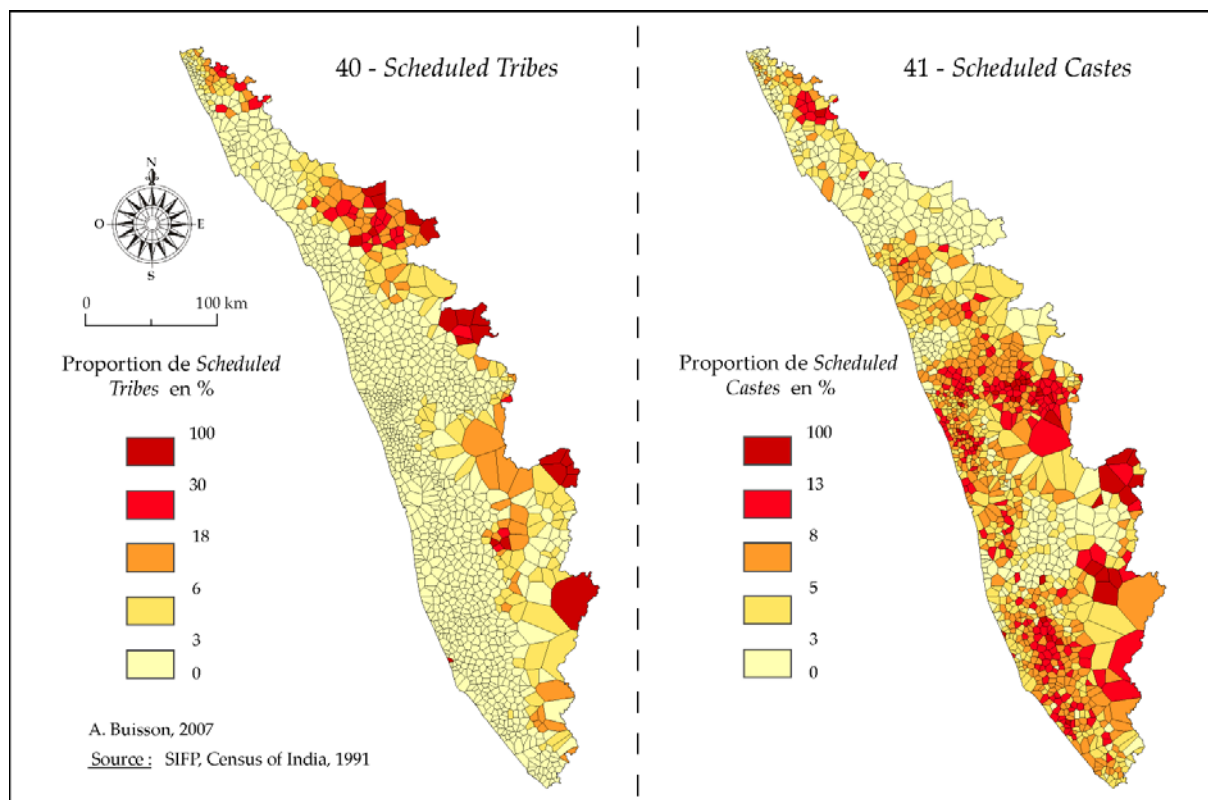 40 - Scheduled Tribes
N
O
E
S
0
100 km
Proportion de Scheduled
Tribes en %
100
30
18
6
3
0
A. Buisson, 2007
Source : SIFP, Census of India, 1991
41 - Scheduled Castes
Proportion de Scheduled
Castes en %
100
13
8
5
3
0